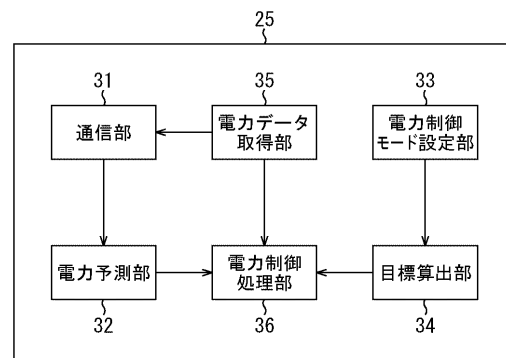 25
31
35
33
通信部
電力データ
取得部
電力制御
モード設定部
電力予測部
電力制御
処理部
目標算出部
32
36
34